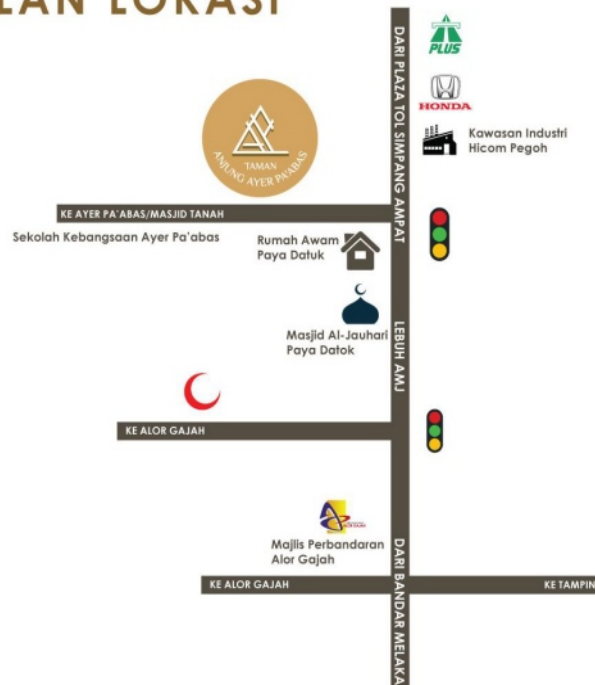 LAN LOKASI
DARI PLAZA TOL SIMPANG AMPAT
PLUS
HONDA
Kawasan Industri
Hicom Pegoh
TAMAN
ANJUNG AYER PA'ABAS
KE AYER PA'ABAS/MASJID TANAH
Sekolah Kebangsaan Ayer Pa'abas
Rumah Awam
Paya Datuk
Masjid Al-Jauhari
Paya Datok
LEBUH AMJ
KE ALOR GAJAH
Majlis Perbandaran
Alor Gajah
DARI BANDAR MELAKA
KE ALOR GAJAH
KE TAMPIN